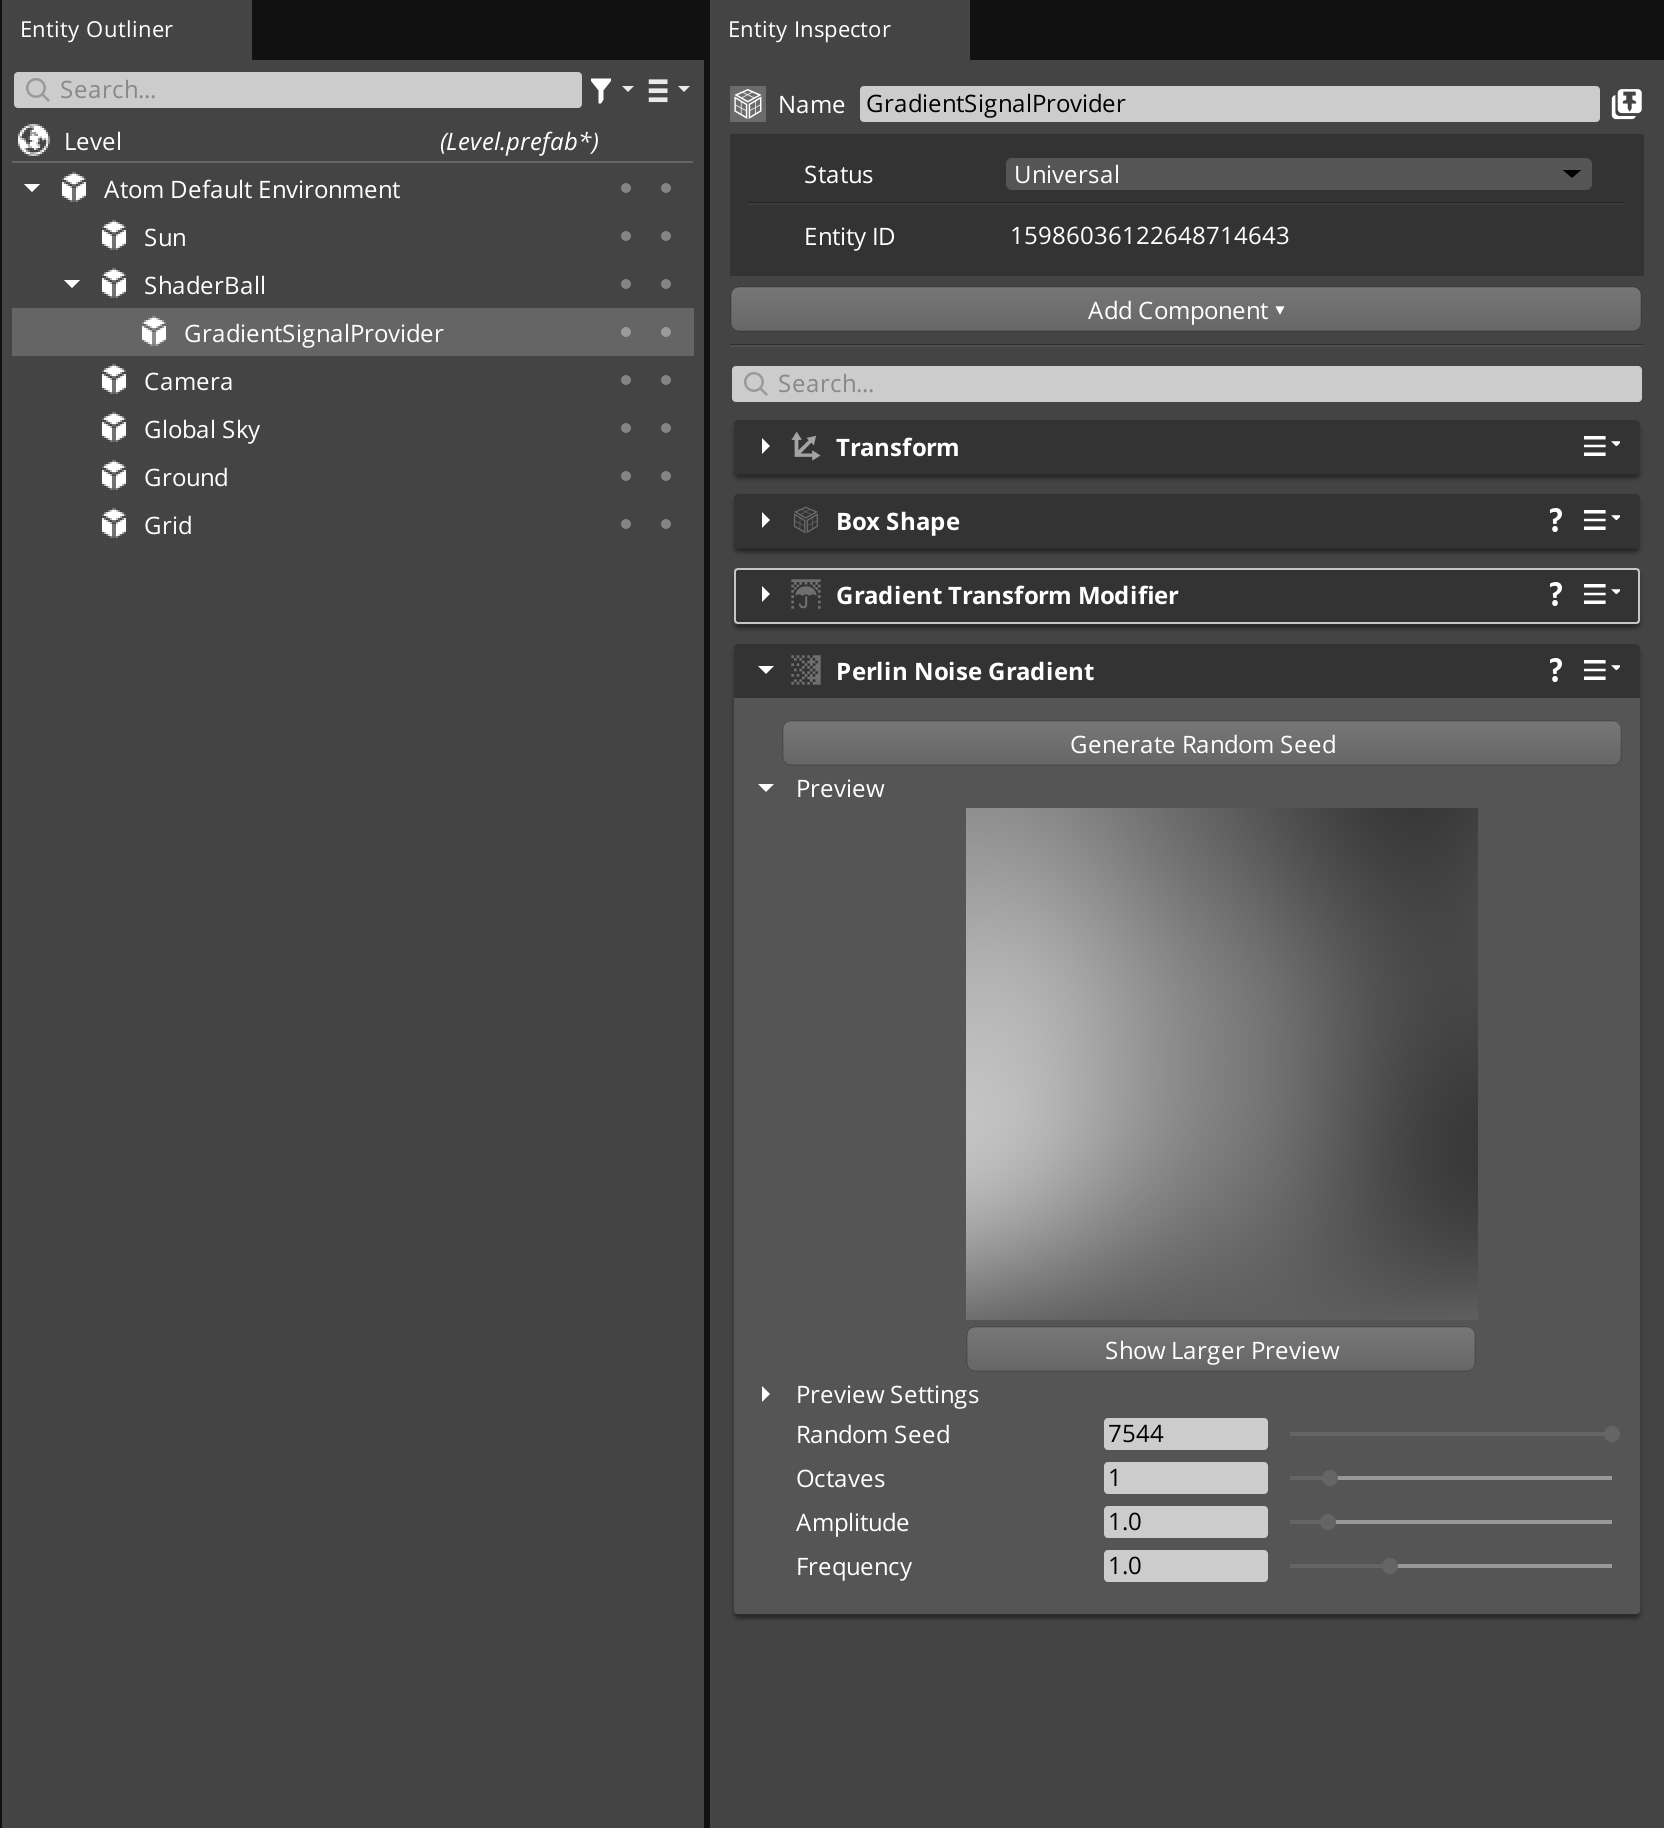 Entity Outliner
Search...
Level (Level.prefab*)
Atom Default Environment
Sun
ShaderBall
GradientSignalProvider
Camera
Global Sky
Ground
Grid
Entity Inspector
Name GradientSignalProvider
Status Universal
Entity ID 15986036122648714643
Add Component
Search...
Transform
Box Shape ?
Gradient Transform Modifier ?
Perlin Noise Gradient ?
Generate Random Seed
Preview
Show Larger Preview
Preview Settings
Random Seed 7544
Octaves 1
Amplitude 1.0
Frequency 1.0